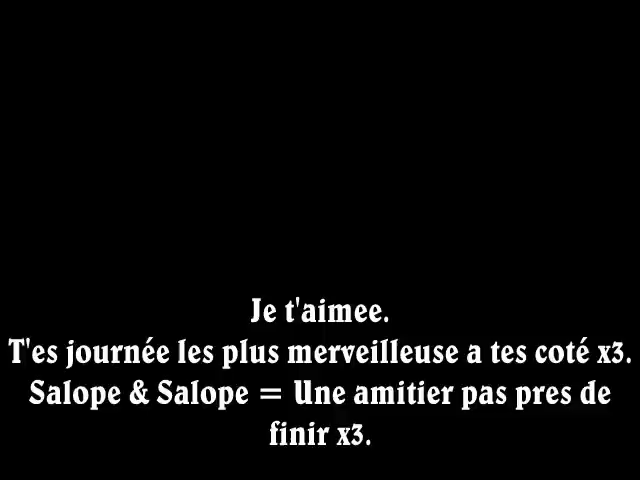 Je t'aimee.
T'es journée les plus merveilleuse a tes coté x3.
Salope & Salope = Une amitier pas pres de
finir x3.